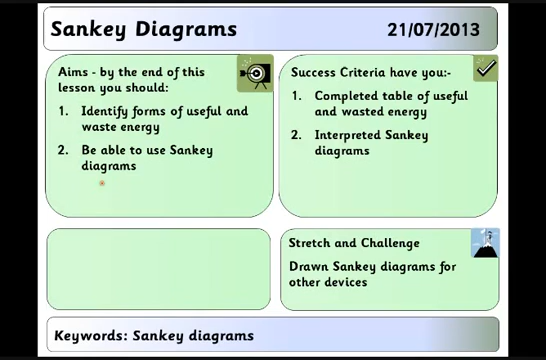 Sankey Diagrams 21/07/2013
Aims - by the end of this
lesson you should:
1. Identify forms of useful and
waste energy
2. Be able to use Sankey
diagrams
Success Criteria have you:-
1. Completed table of useful
and wasted energy
2. Interpreted Sankey
diagrams
Stretch and Challenge
Drawn Sankey diagrams for
other devices
Keywords: Sankey diagrams